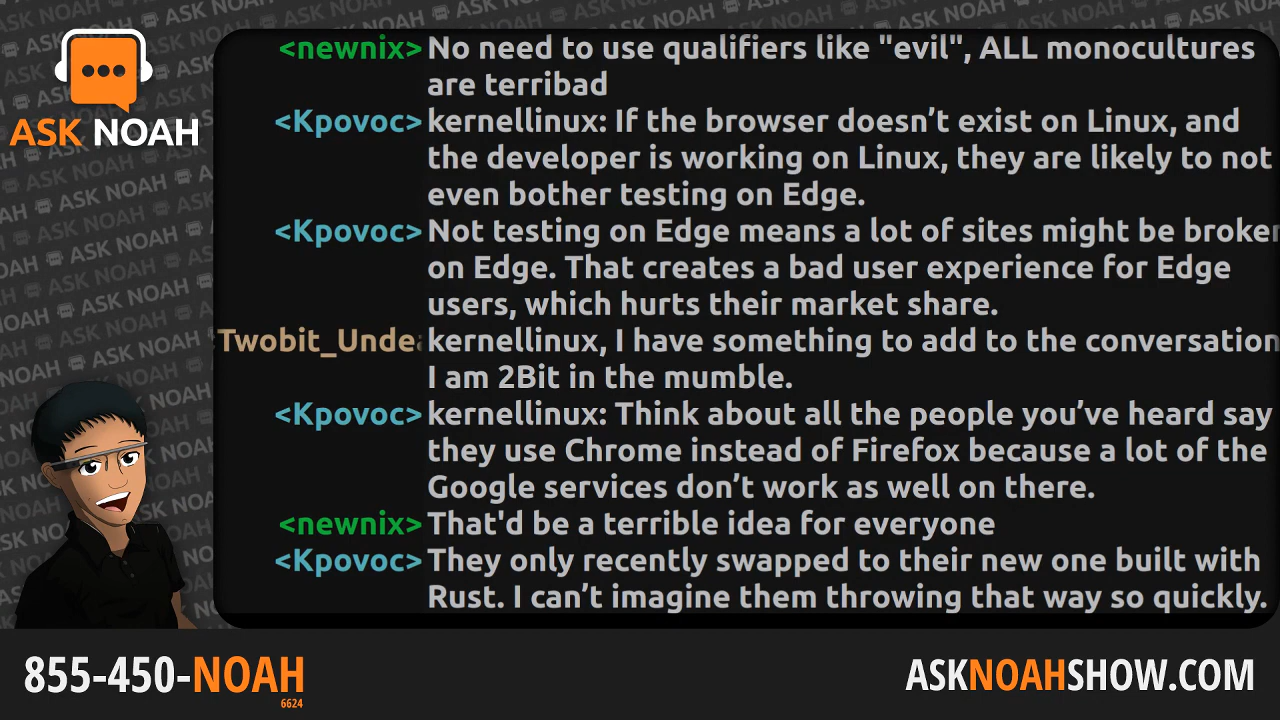 ASK NOAH
<newnix> No need to use qualifiers like "evil", ALL monocultures
are terribad
<Kpovoc> kernellinux: If the browser doesn’t exist on Linux, and
the developer is working on Linux, they are likely to not
even bother testing on Edge.
<Kpovoc> Not testing on Edge means a lot of sites might be broken
on Edge. That creates a bad user experience for Edge
users, which hurts their market share.
Twobit_Unde kernellinux, I have something to add to the conversation
I am 2Bit in the mumble.
<Kpovoc> kernellinux: Think about all the people you’ve heard say
they use Chrome instead of Firefox because a lot of the
Google services don’t work as well on there.
<newnix> That'd be a terrible idea for everyone
<Kpovoc> They only recently swapped to their new one built with
Rust. I can’t imagine them throwing that way so quickly.
855-450-NOAH
6624
ASKNOAHSHOW.COM